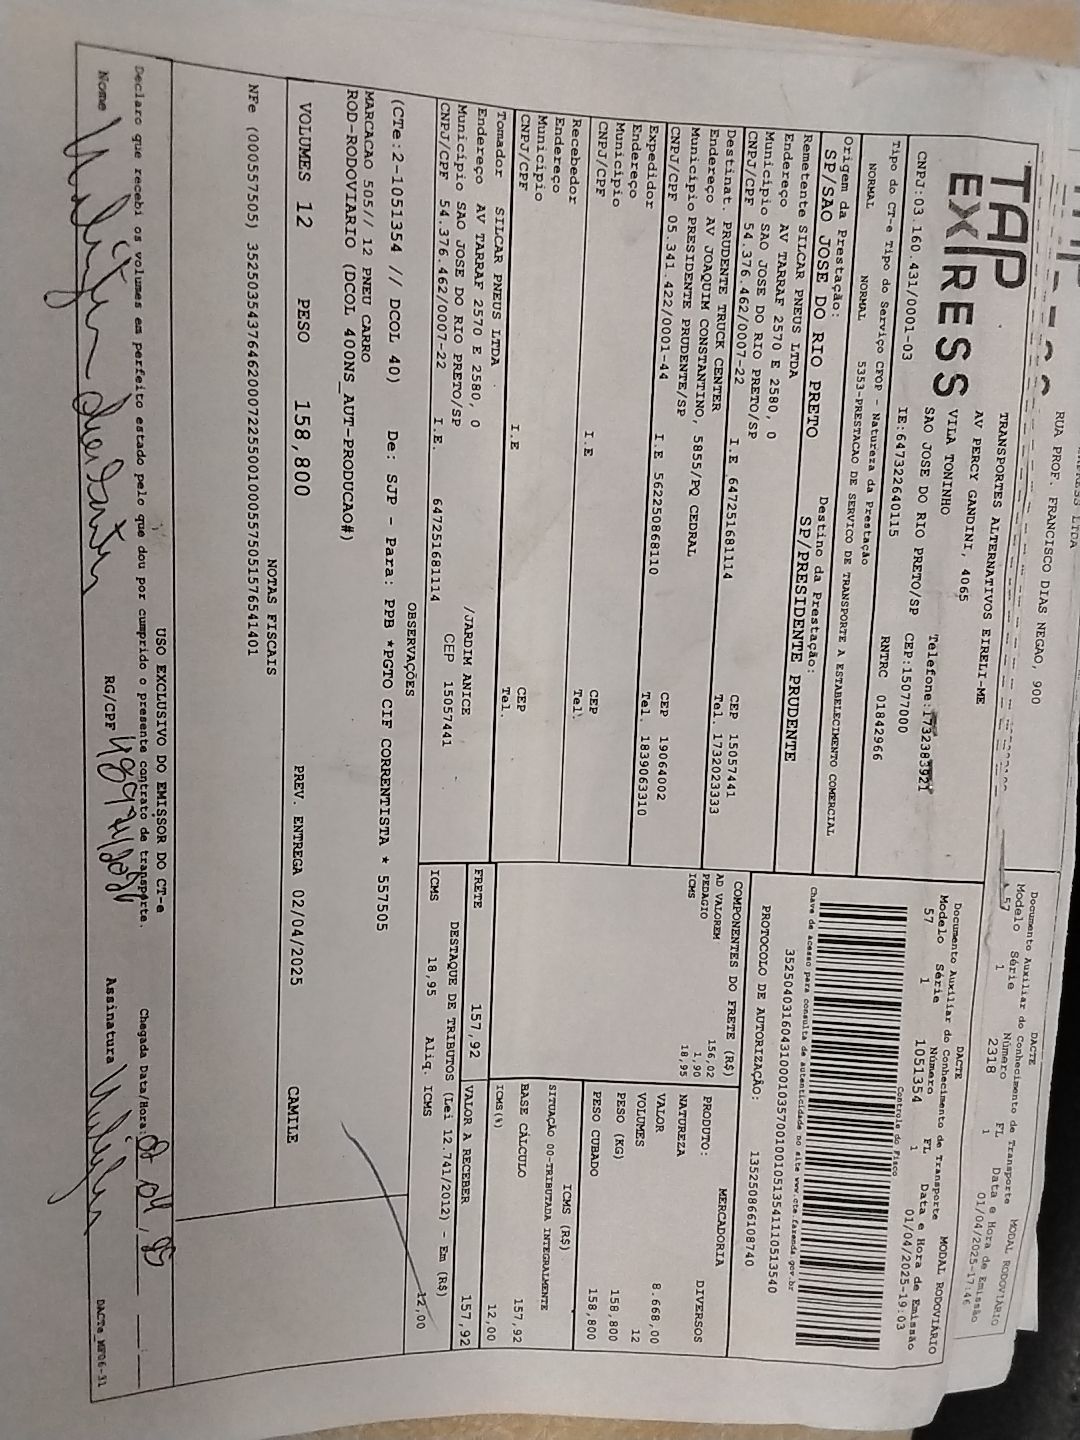 RUA PROF. FRANCISCO DIAS NEGAO, 900
DACTE
Documento Auxiliar do Conhecimento de Transporte
MODAL RODOVIÁRIO
Modelo Série Número FL Data e Hora de Emissão
57 1 2318 1 01/04/2025-17:46
TAP
EXPRESS
TRANSPORTES ALTERNATIVOS EIRELI-ME
AV PERCY GANDINI, 4065
VILA TONINHO Telefone:1732383921
SAO JOSE DO RIO PRETO/SP CEP:15077000
CNPJ:03.160.431/0001-03 IE:647322640115 RNTRC 01842966
DACTE
Documento Auxiliar do Conhecimento de Transporte
MODAL RODOVIÁRIO
Modelo Série Número FL Data e Hora de Emissão
57 1 1051354 1 01/04/2025-19:03
Controle do Fisco
Tipo do CT-e Tipo do Serviço CFOP - Natureza da Prestação
NORMAL NORMAL 5353-PRESTACAO DE SERVICO DE TRANSPORTE A ESTABELECIMENTO COMERCIAL
Chave de acesso para consulta de autenticidade no site www.cte.fazenda.gov.br
Origem da Prestação: Destino da Prestação:
SP/SAO JOSE DO RIO PRETO SP/PRESIDENTE PRUDENTE
PROTOCOLO DE AUTORIZAÇÃO: 135250866108740
Remetente SILCAR PNEUS LTDA
Endereço AV TARRAF 2570 E 2580, 0
Municipio SAO JOSE DO RIO PRETO/SP CEP 15057441
CNPJ/CPF 54.376.462/0007-22 I.E 647251681114 Tel. 1732023333
Destinat. PRUDENTE TRUCK CENTER
Endereço AV JOAQUIM CONSTANTINO, 5855/PQ CEDRAL
Municipio PRESIDENTE PRUDENTE/SP CEP 19064002
CNPJ/CPF 05.341.422/0001-44 I.E 562250868110 Tel. 1839063310
Expedidor
Endereço
Municipio CEP
CNPJ/CPF I.E Tel.
Recebedor
Endereço
Municipio CEP
CNPJ/CPF I.E Tel.
Tomador SILCAR PNEUS LTDA
Endereço AV TARRAF 2570 E 2580, 0 /JARDIM ANICE
Municipio SAO JOSE DO RIO PRETO/SP CEP 15057441
CNPJ/CPF 54.376.462/0007-22 I.E. 647251681114
COMPONENTES DO FRETE (R$)
AD VALOREM 156,02
PEDAGIO 1,90
ICMS 18,95
FRETE 157,92
MERCADORIA
PRODUTO: DIVERSOS
NATUREZA
VALOR 8.668,00
VOLUMES 12
PESO (KG) 158,800
PESO CUBADO 158,800
ICMS (R$)
SITUAÇÃO 00-TRIBUTADA INTEGRALMENTE
BASE CÁLCULO 157,92
ICMS(%) 12,00
VALOR A RECEBER 157,92
DESTAQUE DE TRIBUTOS (Lei 12.741/2012) - Em (R$)
ICMS 18,95 Aliq. ICMS 12,00
OBSERVAÇÕES
(CTe:2-1051354 // DCOL 40) De: SJP - Para: PPB *PGTO CIF CORRENTISTA * 557505
MARCACAO 505// 12 PNEU CARRO
ROD-RODOVIARIO (DCOL 400NS_AUT-PRODUCAO#)
VOLUMES 12 PESO 158,800 PREV. ENTREGA 02/04/2025 CAMILE
NOTAS FISCAIS
NFe (000557505)
USO EXCLUSIVO DO EMISSOR DO CT-e
Declaro que recebi os volumes em perfeito estado pelo que dou por cumprido o presente contrato de transporte.
Chegada Data/Hora:
Nome RG/CPF Assinatura
DACTe_MF06-31